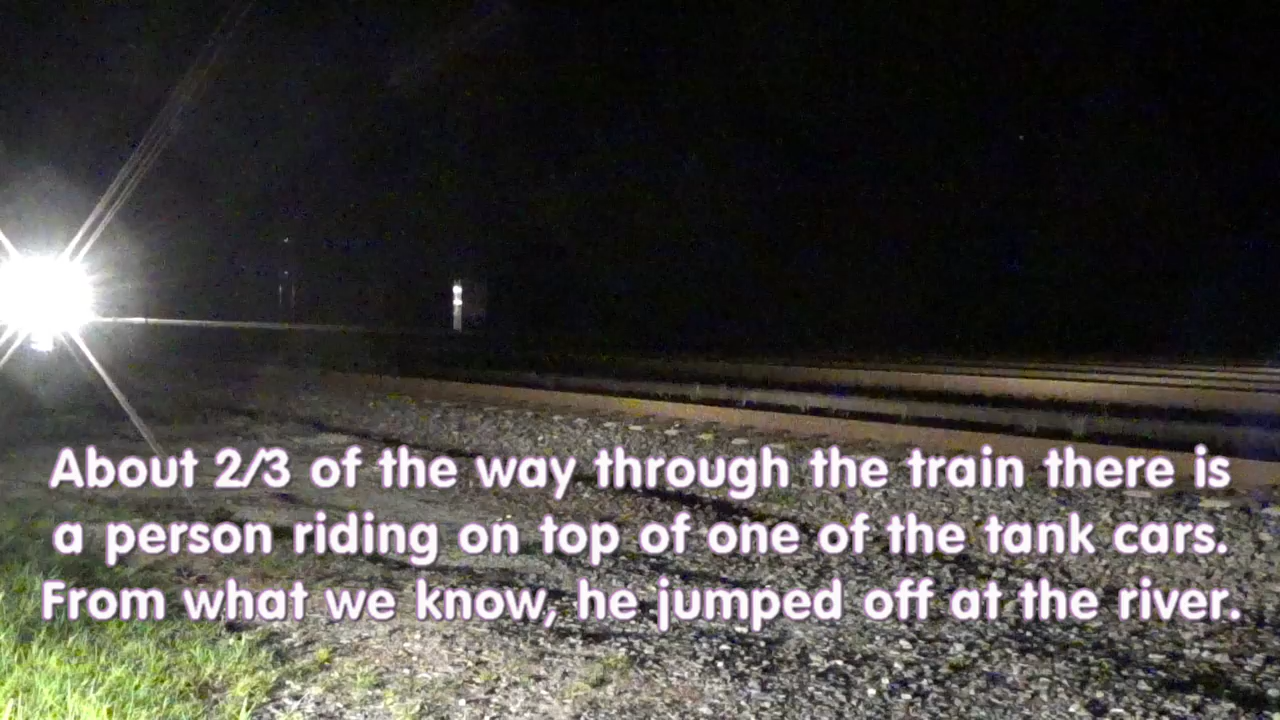 About 2/3 of the way through the train there is
a person riding on top of one of the tank cars.
From what we know, he jumped off at the river.